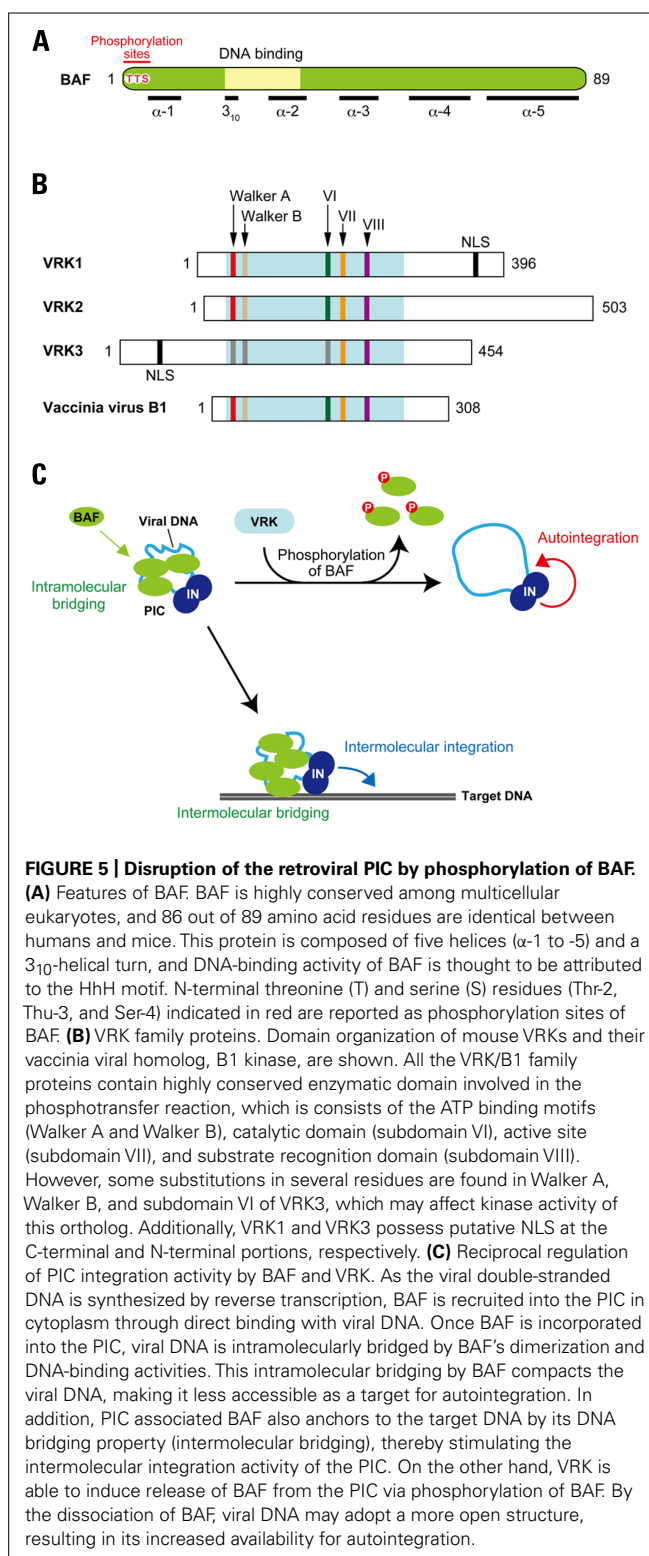 A
Phosphorylation
sites
DNA binding
BAF 1 TTS 89
α-1 3₁₀ α-2 α-3 α-4 α-5
B
Walker A VI
Walker B VII
VIII
NLS
VRK1 1 396
VRK2 1 503
VRK3 1 454
NLS
Vaccinia virus B1 1 308
C
BAF Viral DNA VRK P P P
Phosphorylation
of BAF
Autointegration
Intramolecular
bridging
PIC
IN
IN
Intermolecular integration
IN
Target DNA
Intermolecular bridging
FIGURE 5 | Disruption of the retroviral PIC by phosphorylation of BAF.
(A) Features of BAF. BAF is highly conserved among multicellular
eukaryotes, and 86 out of 89 amino acid residues are identical between
humans and mice. This protein is composed of five helices (α-1 to -5) and a
3₁₀-helical turn, and DNA-binding activity of BAF is thought to be attributed
to the HhH motif. N-terminal threonine (T) and serine (S) residues (Thr-2,
Thu-3, and Ser-4) indicated in red are reported as phosphorylation sites of
BAF. (B) VRK family proteins. Domain organization of mouse VRKs and their
vaccinia viral homolog, B1 kinase, are shown. All the VRK/B1 family
proteins contain highly conserved enzymatic domain involved in the
phosphotransfer reaction, which is consists of the ATP binding motifs
(Walker A and Walker B), catalytic domain (subdomain VI), active site
(subdomain VII), and substrate recognition domain (subdomain VIII).
However, some substitutions in several residues are found in Walker A,
Walker B, and subdomain VI of VRK3, which may affect kinase activity of
this ortholog. Additionally, VRK1 and VRK3 possess putative NLS at the
C-terminal and N-terminal portions, respectively. (C) Reciprocal regulation
of PIC integration activity by BAF and VRK. As the viral double-stranded
DNA is synthesized by reverse transcription, BAF is recruited into the PIC in
cytoplasm through direct binding with viral DNA. Once BAF is incorporated
into the PIC, viral DNA is intramolecularly bridged by BAF's dimerization and
DNA-binding activities. This intramolecular bridging by BAF compacts the
viral DNA, making it less accessible as a target for autointegration. In
addition, PIC associated BAF also anchors to the target DNA by its DNA
bridging property (intermolecular bridging), thereby stimulating the
intermolecular integration activity of the PIC. On the other hand, VRK is
able to induce release of BAF from the PIC via phosphorylation of BAF. By
the dissociation of BAF, viral DNA may adopt a more open structure,
resulting in its increased availability for autointegration.